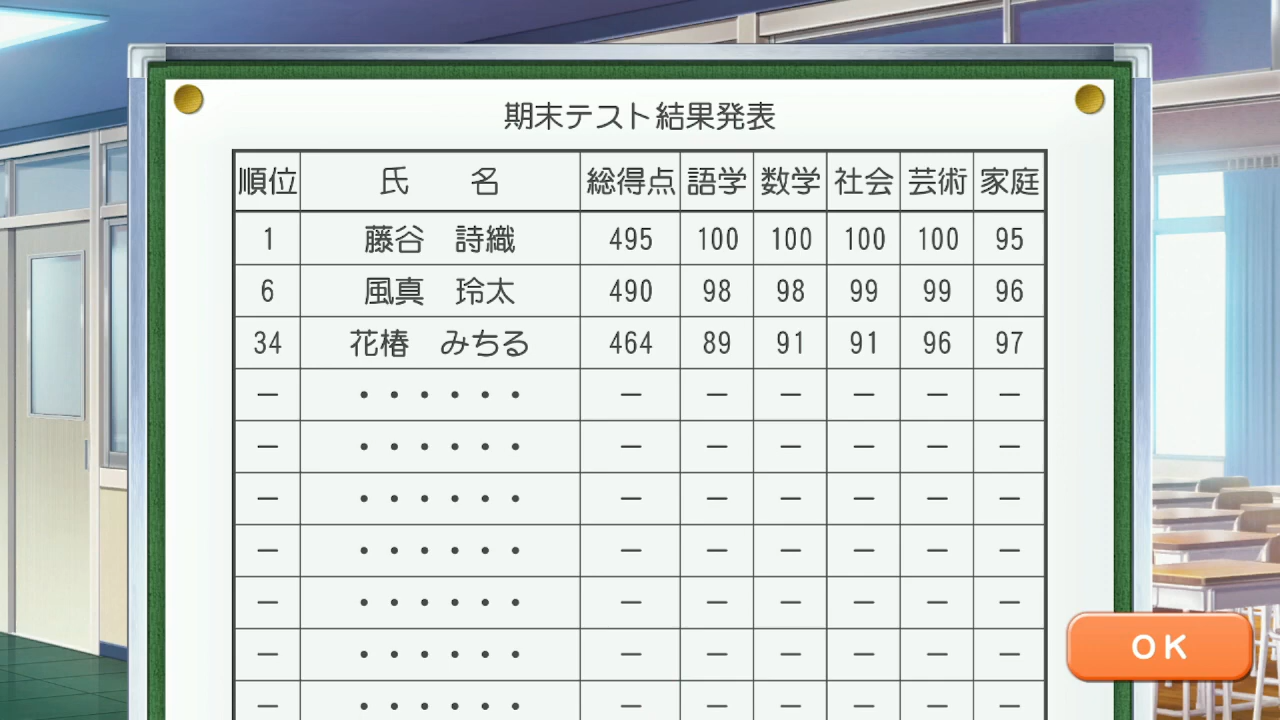 期末テスト結果発表
順位 氏 名 総得点 語学 数学 社会 芸術 家庭
1 藤谷 詩織 495 100 100 100 100 95
6 風真 玲太 490 98 98 99 99 96
34 花椿 みちる 464 89 91 91 96 97
— ・・・・・・ — — — — — —
— ・・・・・・ — — — — — —
— ・・・・・・ — — — — — —
— ・・・・・・ — — — — — —
— ・・・・・・ — — — — — —
— ・・・・・・ — — — — — —
— ・・・・・・ — — — — — —
OK